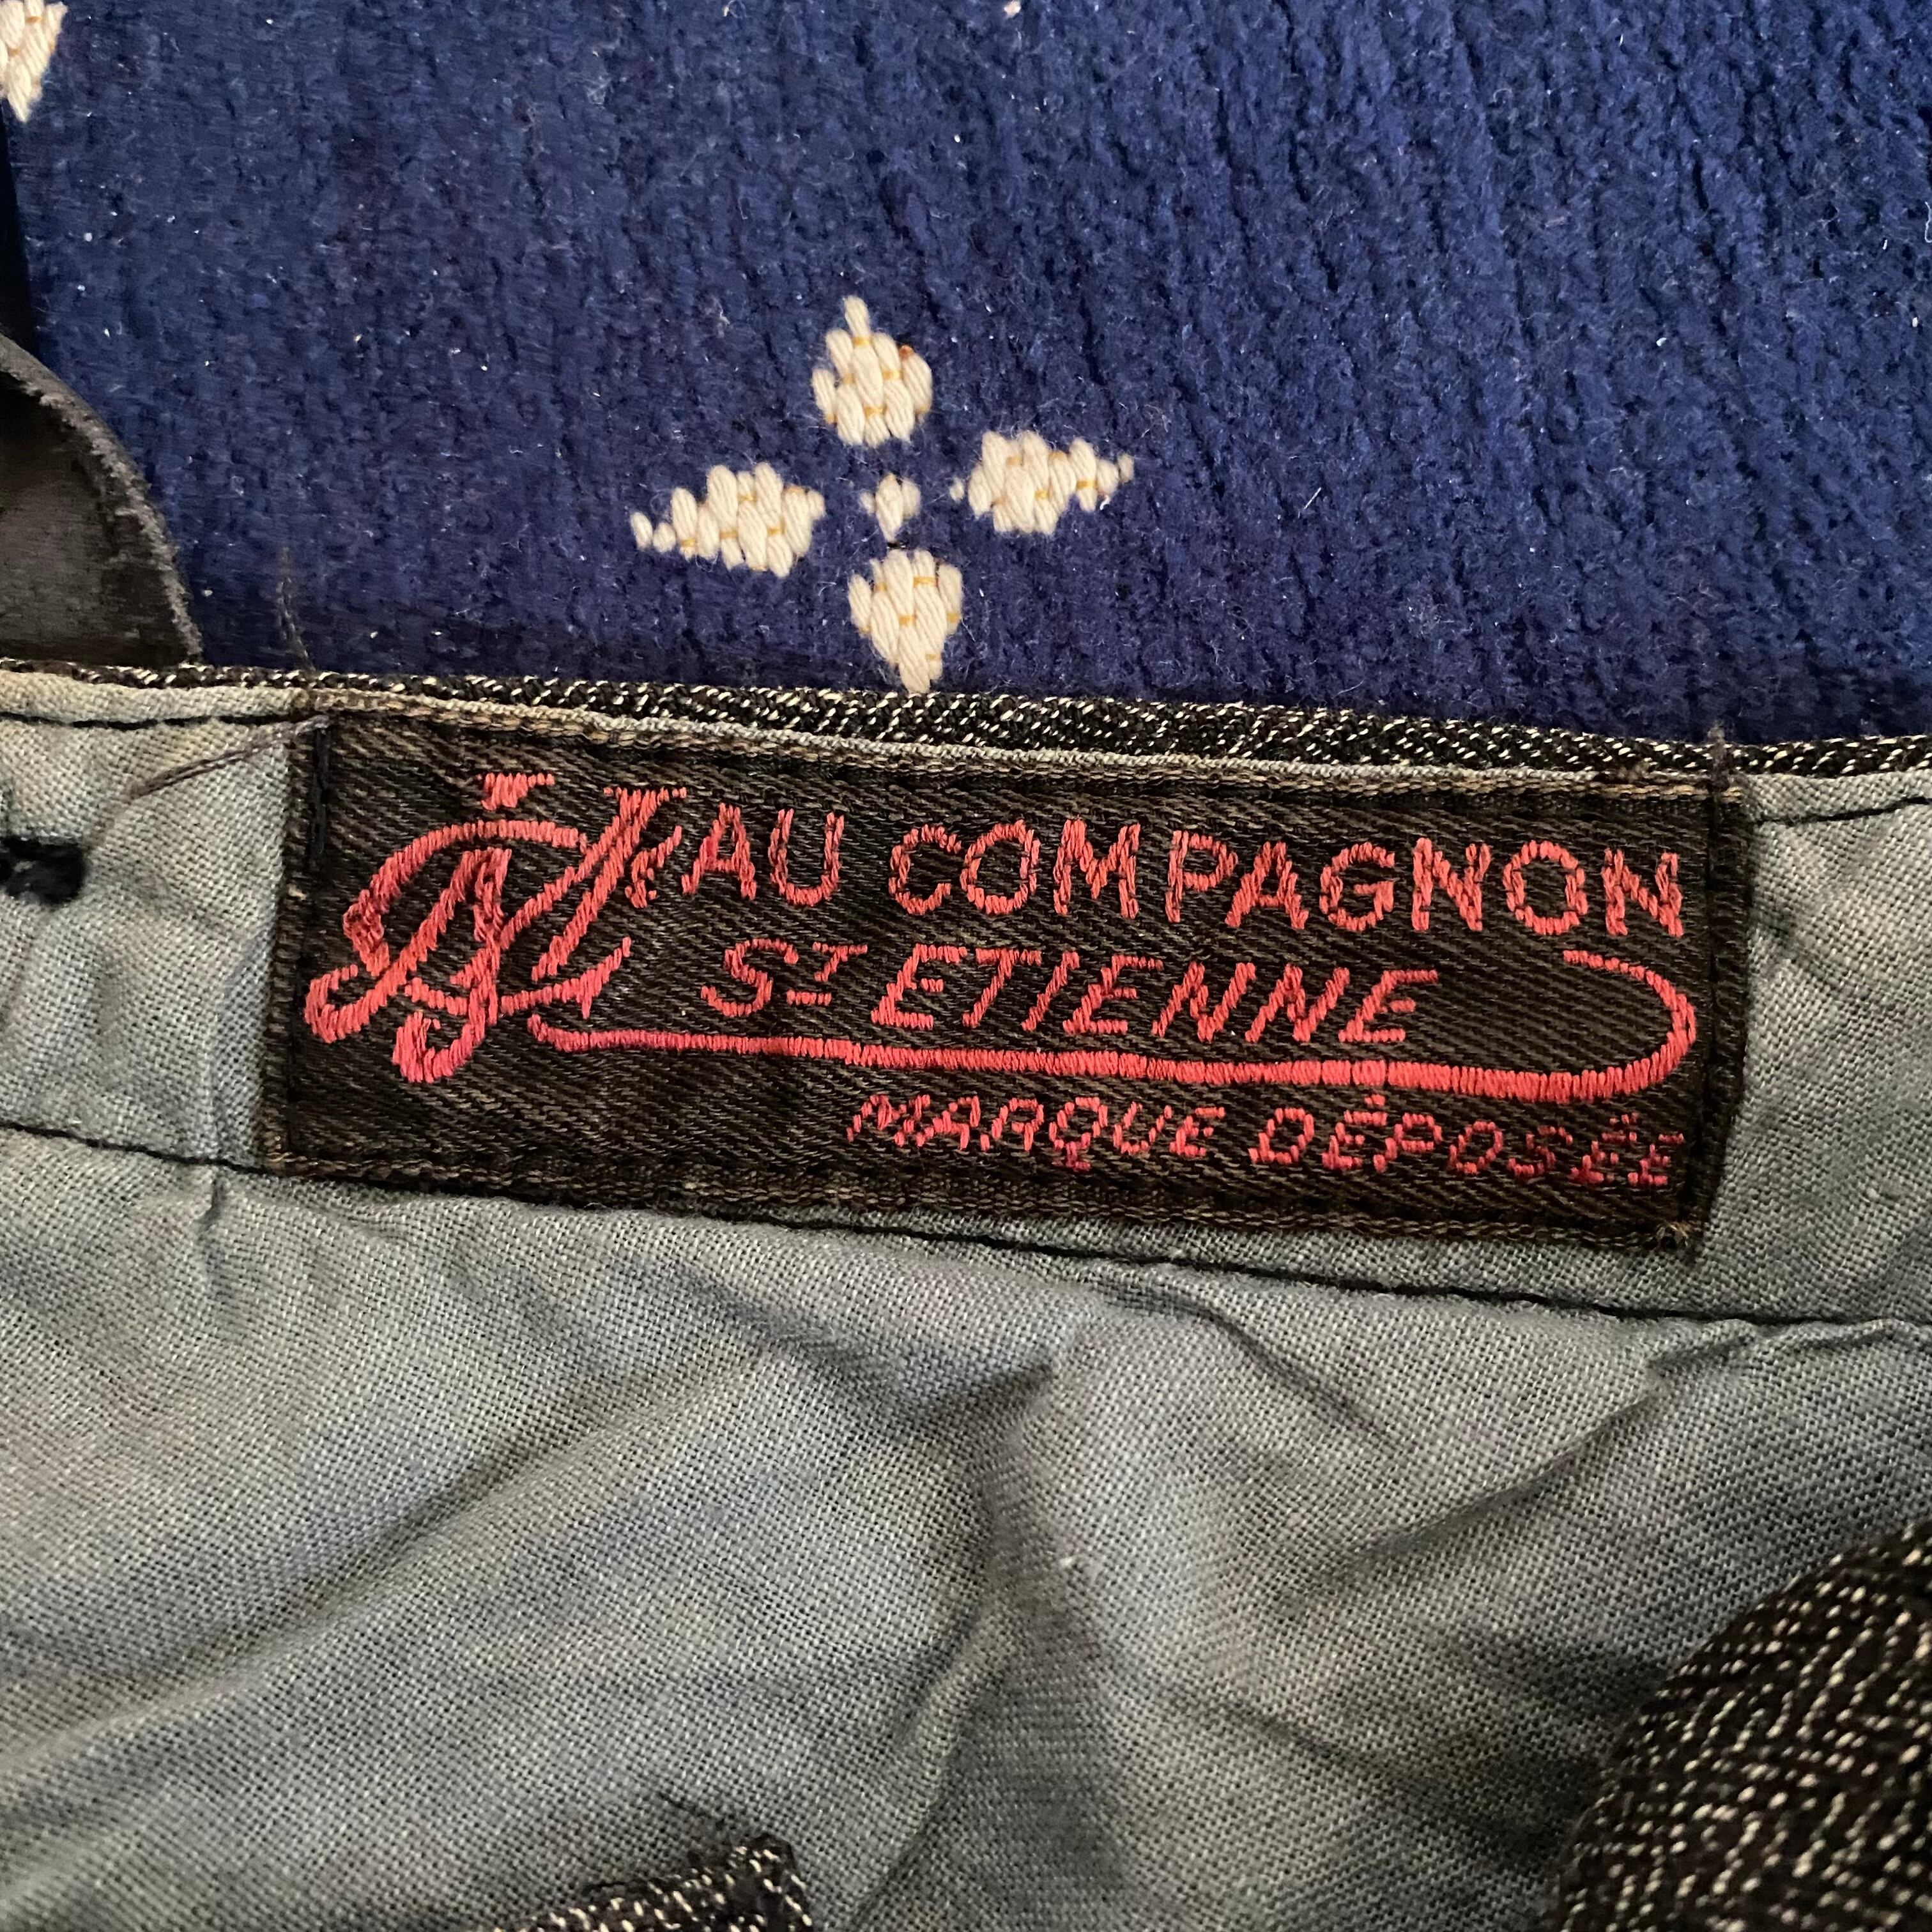 AU COMPAGNON
ST ETIENNE
MARQUE DÉPOSÉE